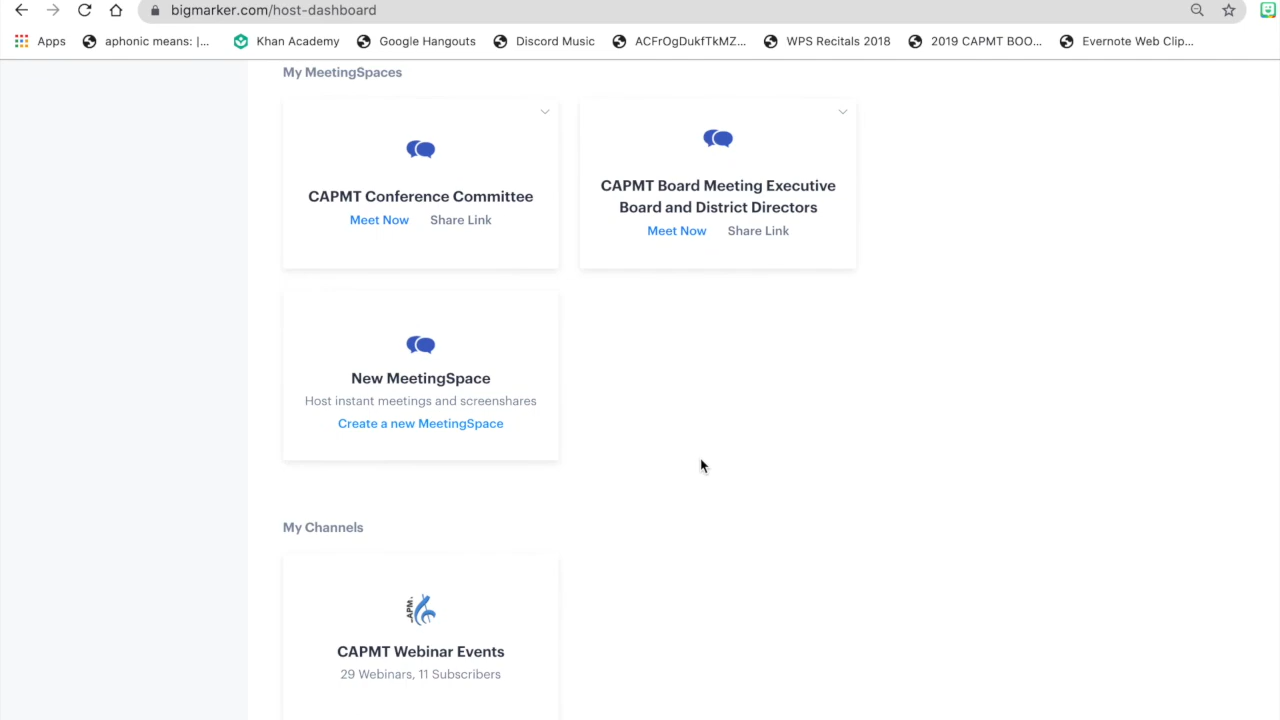 bigmarker.com/host-dashboard
Apps
aphonic means: |...
Khan Academy
Google Hangouts
Discord Music
ACFrOgDukfTkMZ...
WPS Recitals 2018
2019 CAPMT BOO...
Evernote Web Clip...
My MeetingSpaces
CAPMT Conference Committee
Meet Now Share Link
CAPMT Board Meeting Executive
Board and District Directors
Meet Now Share Link
New MeetingSpace
Host instant meetings and screenshares
Create a new MeetingSpace
My Channels
CAPMT Webinar Events
29 Webinars, 11 Subscribers